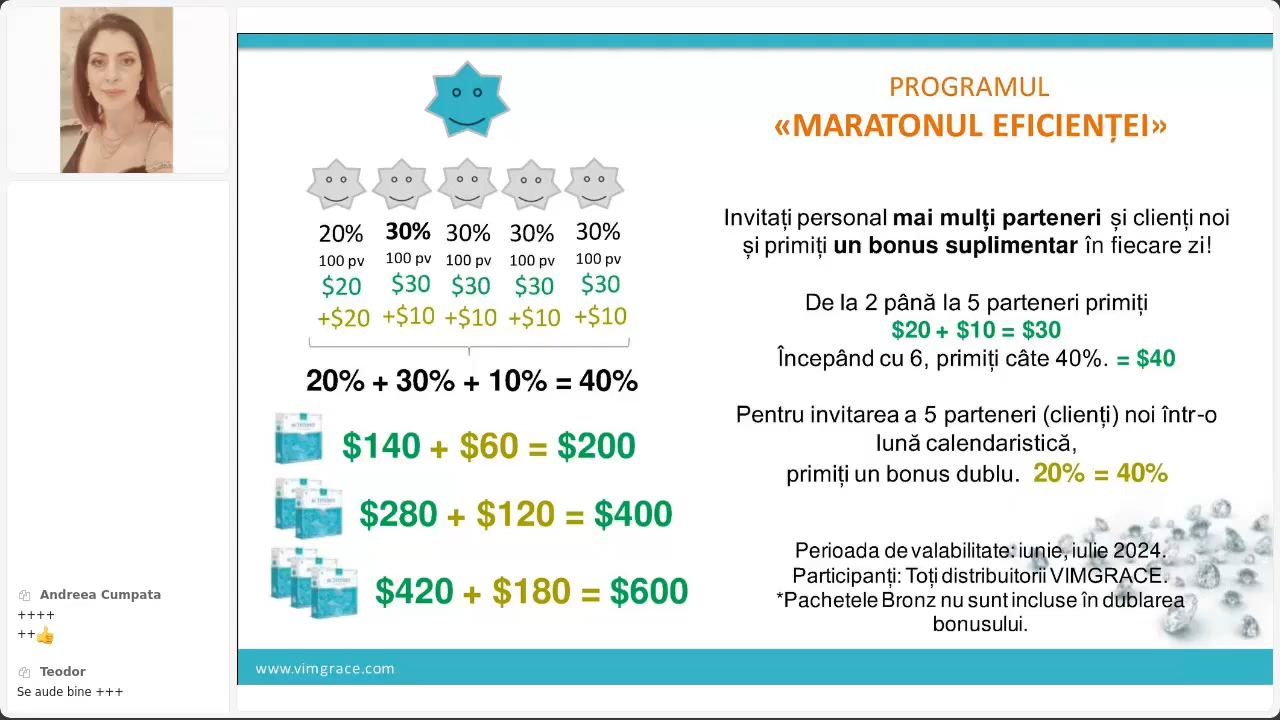 PROGRAMUL
«MARATONUL EFICIENȚEI»
20% 30% 30% 30% 30%
100 pv 100 pv 100 pv 100 pv 100 pv
$20 $30 $30 $30 $30
+$20 +$10 +$10 +$10 +$10
20% + 30% + 10% = 40%
$140 + $60 = $200
$280 + $120 = $400
$420 + $180 = $600
Invitați personal mai mulți parteneri și clienți noi
și primiți un bonus suplimentar în fiecare zi!
De la 2 până la 5 parteneri primiți
$20 + $10 = $30
Începând cu 6, primiți câte 40%. = $40
Pentru invitarea a 5 parteneri (clienți) noi într-o
lună calendaristică,
primiți un bonus dublu. 20% = 40%
Perioada de valabilitate: iunie, iulie 2024.
Participanți: Toți distribuitorii VIMGRACE.
*Pachetele Bronz nu sunt incluse în dublarea
bonusului.
www.vimgrace.com
Andreea Cumpata
++++
++👍
Teodor
Se aude bine +++